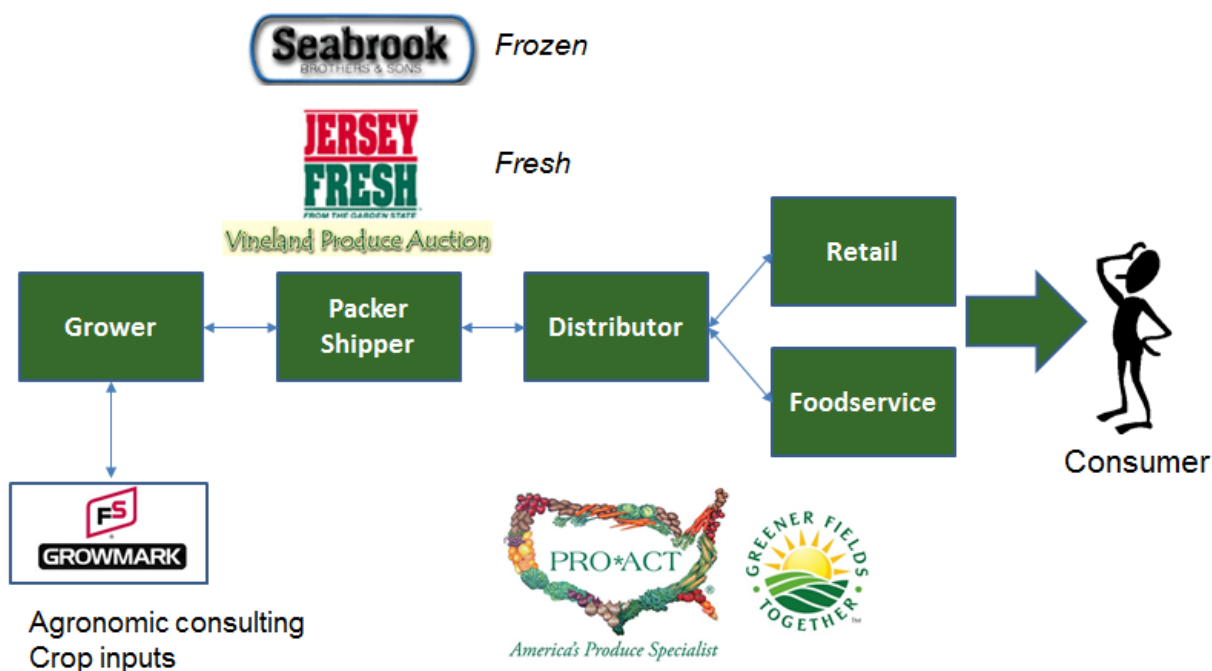 Seabrook
BROTHERS & SONS
Frozen
JERSEY
FRESH
FROM THE GARDEN STATE
Fresh
Vineland Produce Auction
Grower
Packer
Shipper
Distributor
Retail
Foodservice
Consumer
FS
GROWMARK
Agronomic consulting
Crop inputs
PRO*ACT
®
America's Produce Specialist
GREENER FIELDS
TOGETHER
™